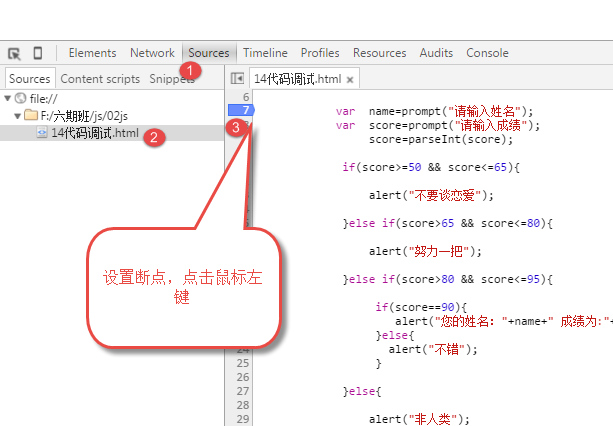 Elements Network Sources Timeline Profiles Resources Audits Console
1
Sources Content scripts Snippets
14代码调试.html ×
file://
F:/六期班/js/02js
14代码调试.html
2
6
7
var name=prompt("请输入姓名");
3
var score=prompt("请输入成绩");
score=parseInt(score);
if(score>=50 && score<=65){
alert("不要谈恋爱");
}else if(score>65 && score<=80){
alert("努力一把");
}else if(score>80 && score<=95){
设置断点，点击鼠标左
键
if(score==90){
alert("您的姓名："+name+" 成绩为:"+
}else{
24 alert("不错");
25 }
26
27 }else{
28
29 alert("非人类");